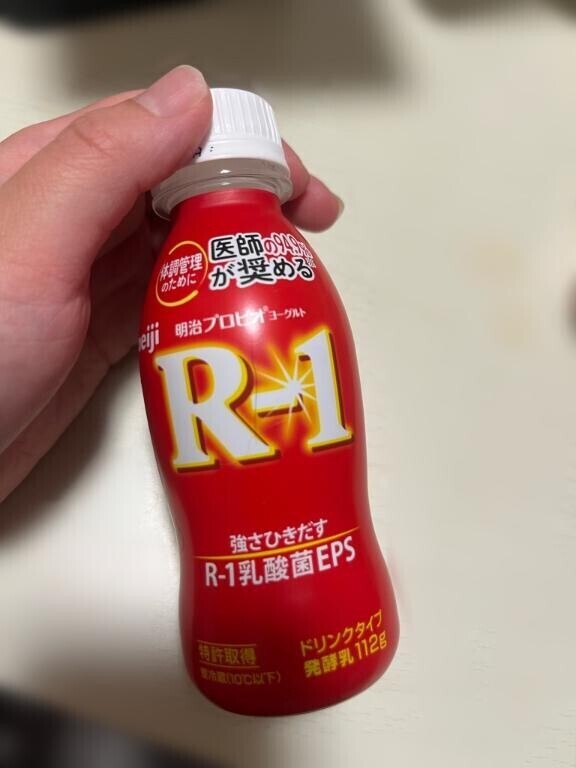 体調管理
のために
医師の94.9%
が奨める
meiji
明治プロビオヨーグルト
R-1
強さひきだす
R-1乳酸菌EPS
特許取得
要冷蔵(10℃以下)
ドリンクタイプ
発酵乳 112g